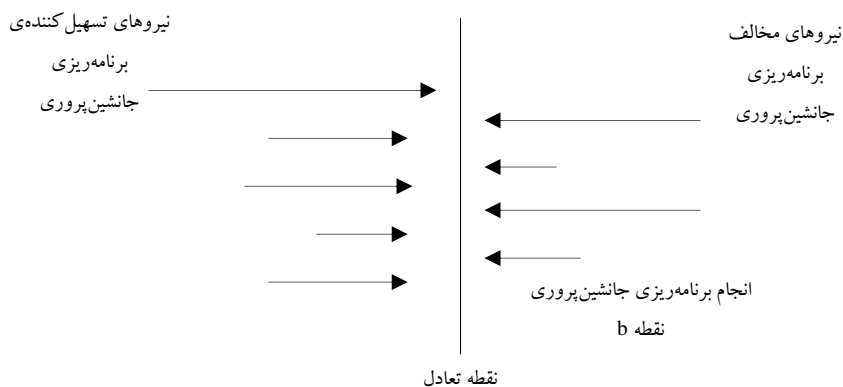 نیروهای مخالف
برنامه‌ریزی
جانشین‌پروری
نیروهای تسهیل‌کننده‌ی
برنامه‌ریزی
جانشین‌پروری
انجام برنامه‌ریزی جانشین‌پروری
نقطه b
نقطه تعادل